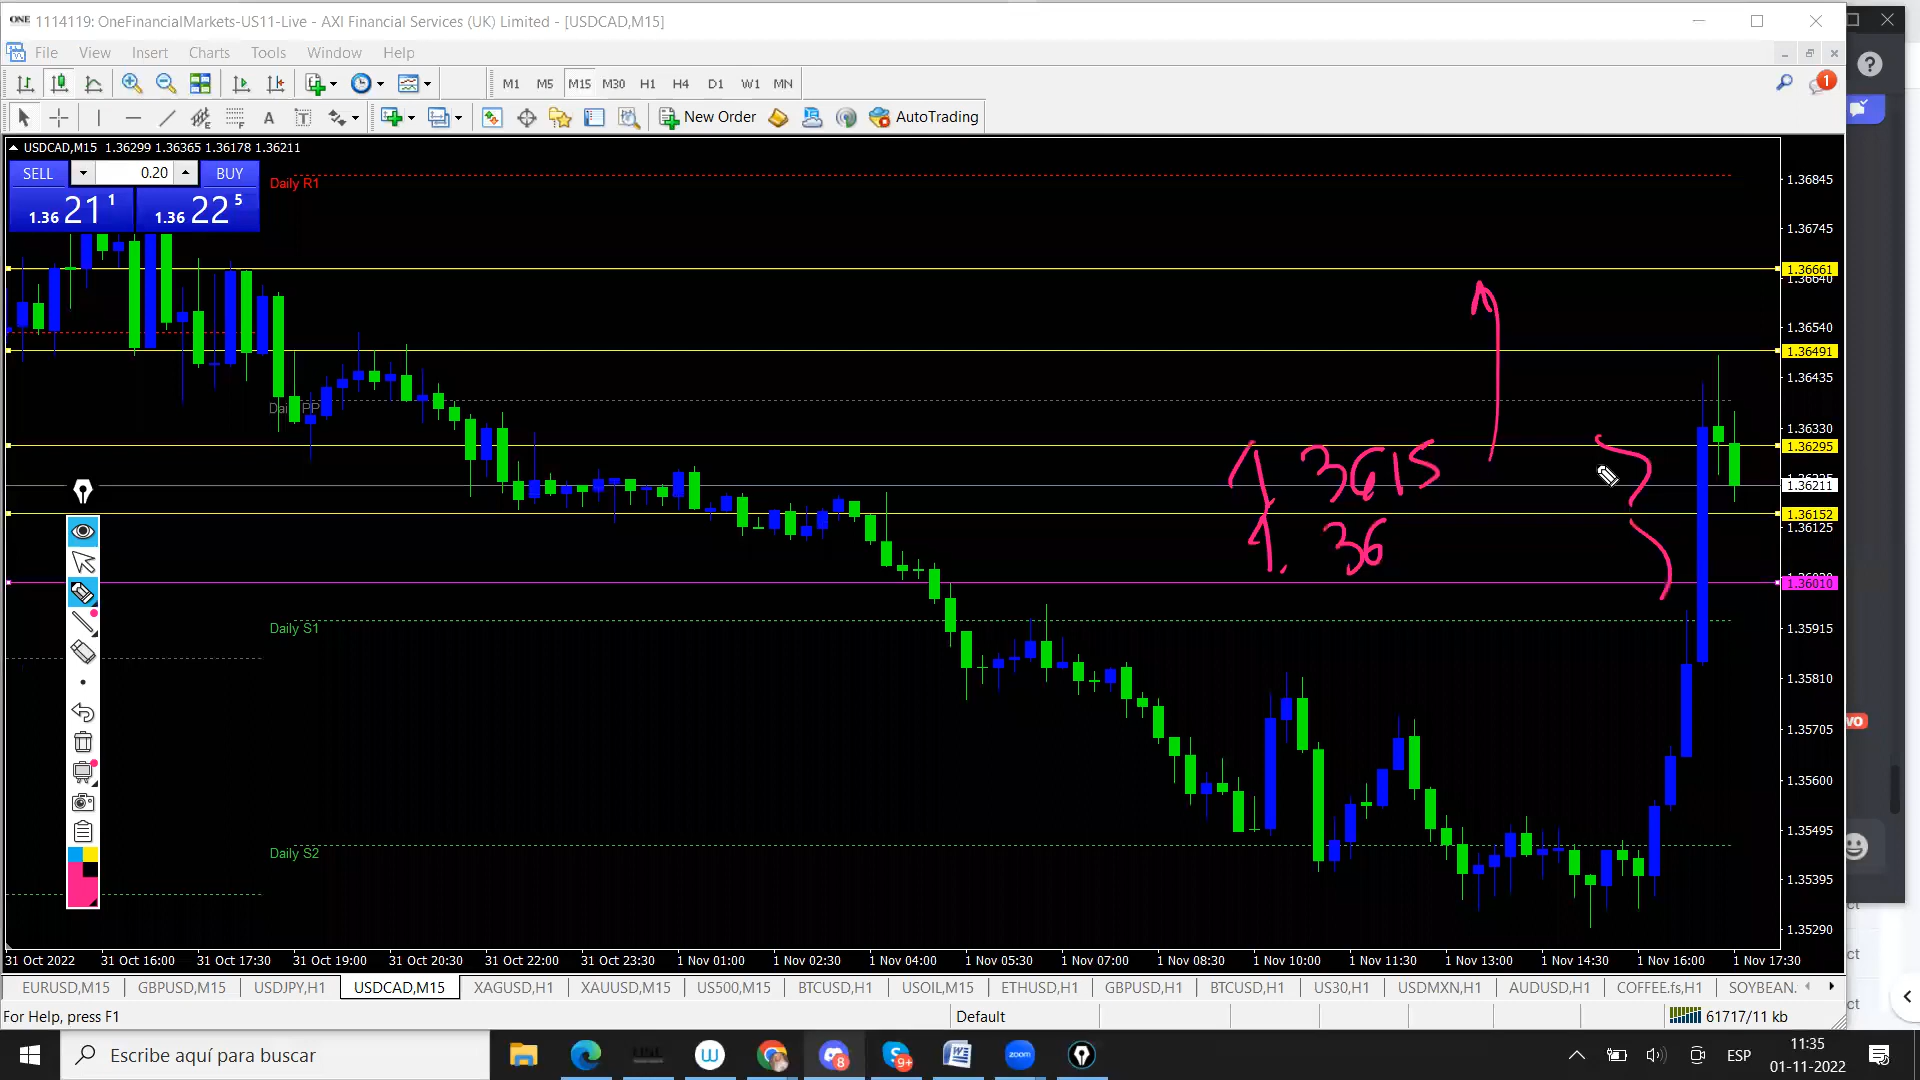 ONE 1114119: OneFinancialMarkets-US11-Live - AXI Financial Services (UK) Limited - [USDCAD,M15]
File View Insert Charts Tools Window Help
M1 M5 M15 M30 H1 H4 D1 W1 MN
1
A T New Order AutoTrading
USDCAD,M15 1.36299 1.36365 1.36178 1.36211
SELL 0.20 BUY
1.36 21 1 1.36 22 5
Daily R1
1.36845
1.36745
1.36661
1.36640
1.36540
1.36491
1.36435
Daily PP
1.36330
1.36295
1.3615
1.36211
1.36152
1.36125
1.36
1.36010
Daily S1
1.35915
1.35810
1.35705
vo
1.35600
1.35495
Daily S2
1.35395
1.35290
31 Oct 2022 31 Oct 16:00 31 Oct 17:30 31 Oct 19:00 31 Oct 20:30 31 Oct 22:00 31 Oct 23:30 1 Nov 01:00 1 Nov 02:30 1 Nov 04:00 1 Nov 05:30 1 Nov 07:00 1 Nov 08:30 1 Nov 10:00 1 Nov 11:30 1 Nov 13:00 1 Nov 14:30 1 Nov 16:00 1 Nov 17:30
EURUSD,M15 GBPUSD,M15 USDJPY,H1 USDCAD,M15 XAGUSD,H1 XAUUSD,M15 US500,M15 BTCUSD,H1 USOIL,M15 ETHUSD,H1 GBPUSD,H1 BTCUSD,H1 US30,H1 USDMXN,H1 AUDUSD,H1 COFFEE.fs,H1 SOYBEAN.
ct
ct
ct
For Help, press F1 Default 61717/11 kb
Escribe aquí para buscar
W 8 9+ zoom
ESP
11:35
01-11-2022